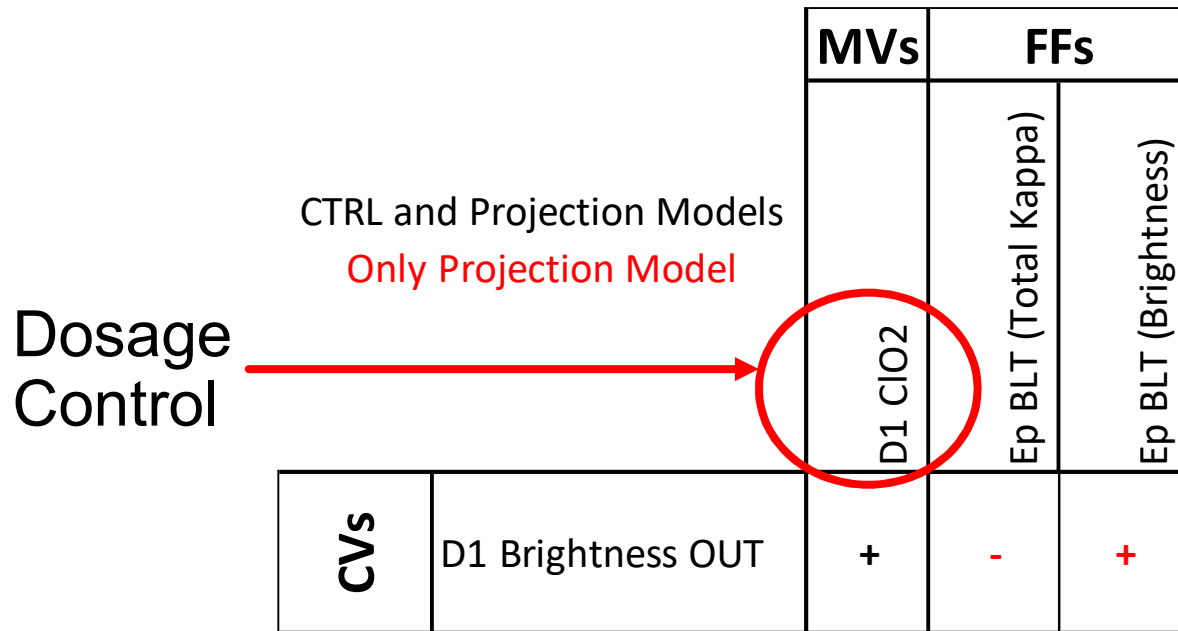 MVs FFs
CTRL and Projection Models
Only Projection Model
Dosage
Control
D1 ClO2
Ep BLT (Total Kappa)
Ep BLT (Brightness)
CVs
D1 Brightness OUT + - +